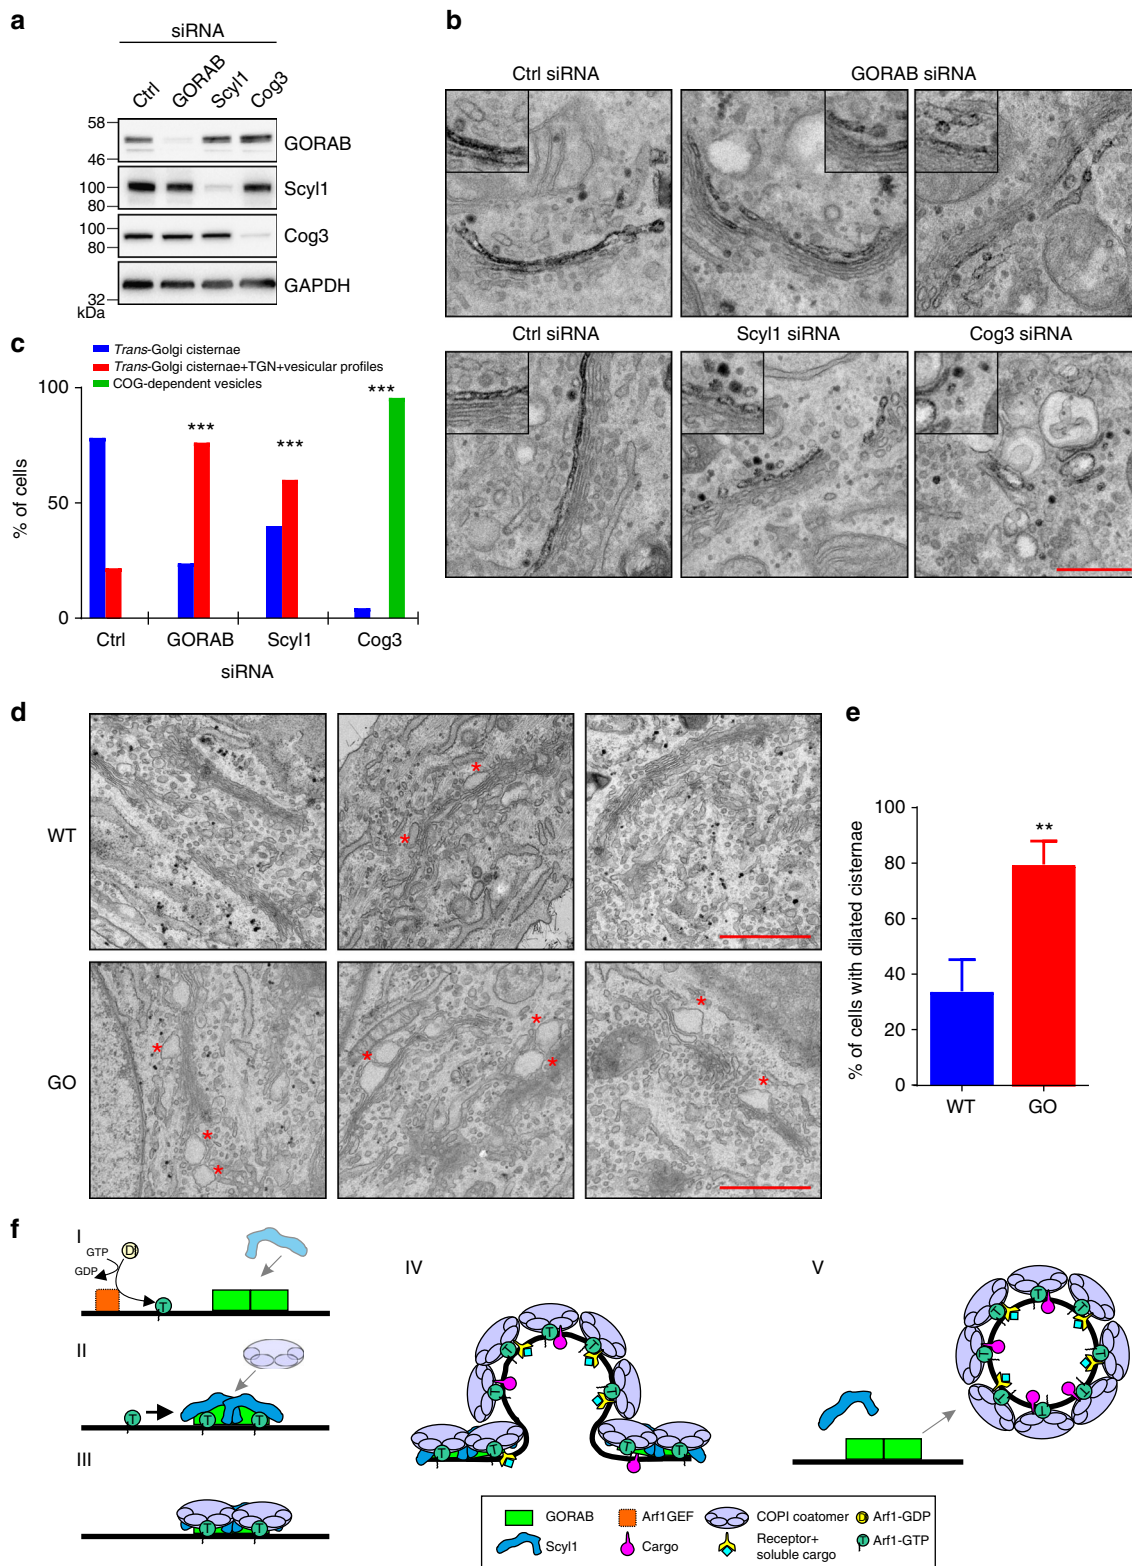 a
siRNA
Ctrl
GORAB
Scyl1
Cog3
58
46
GORAB
100
80
Scyl1
100
80
Cog3
32
GAPDH
kDa
b
Ctrl siRNA
GORAB siRNA
Ctrl siRNA
Scyl1 siRNA
Cog3 siRNA
c
Trans-Golgi cisternae
Trans-Golgi cisternae+TGN+vesicular profiles
COG-dependent vesicles
100
50
0
% of cells
***
***
***
Ctrl
GORAB
Scyl1
Cog3
siRNA
d
WT
* *
GO
* * *
* * *
* *
e
100
80
60
40
20
0
% of cells with dilated cisternae
**
WT
GO
f
I
GTP
GDP
D
T
II
T
T
T
III
T
T
IV
T
T
T
T
T
T
T
T
T
V
T
T
T
T
T
T
T
T
GORAB
Arf1GEF
COPI coatomer
D Arf1-GDP
Scyl1
Cargo
Receptor+
soluble cargo
T Arf1-GTP